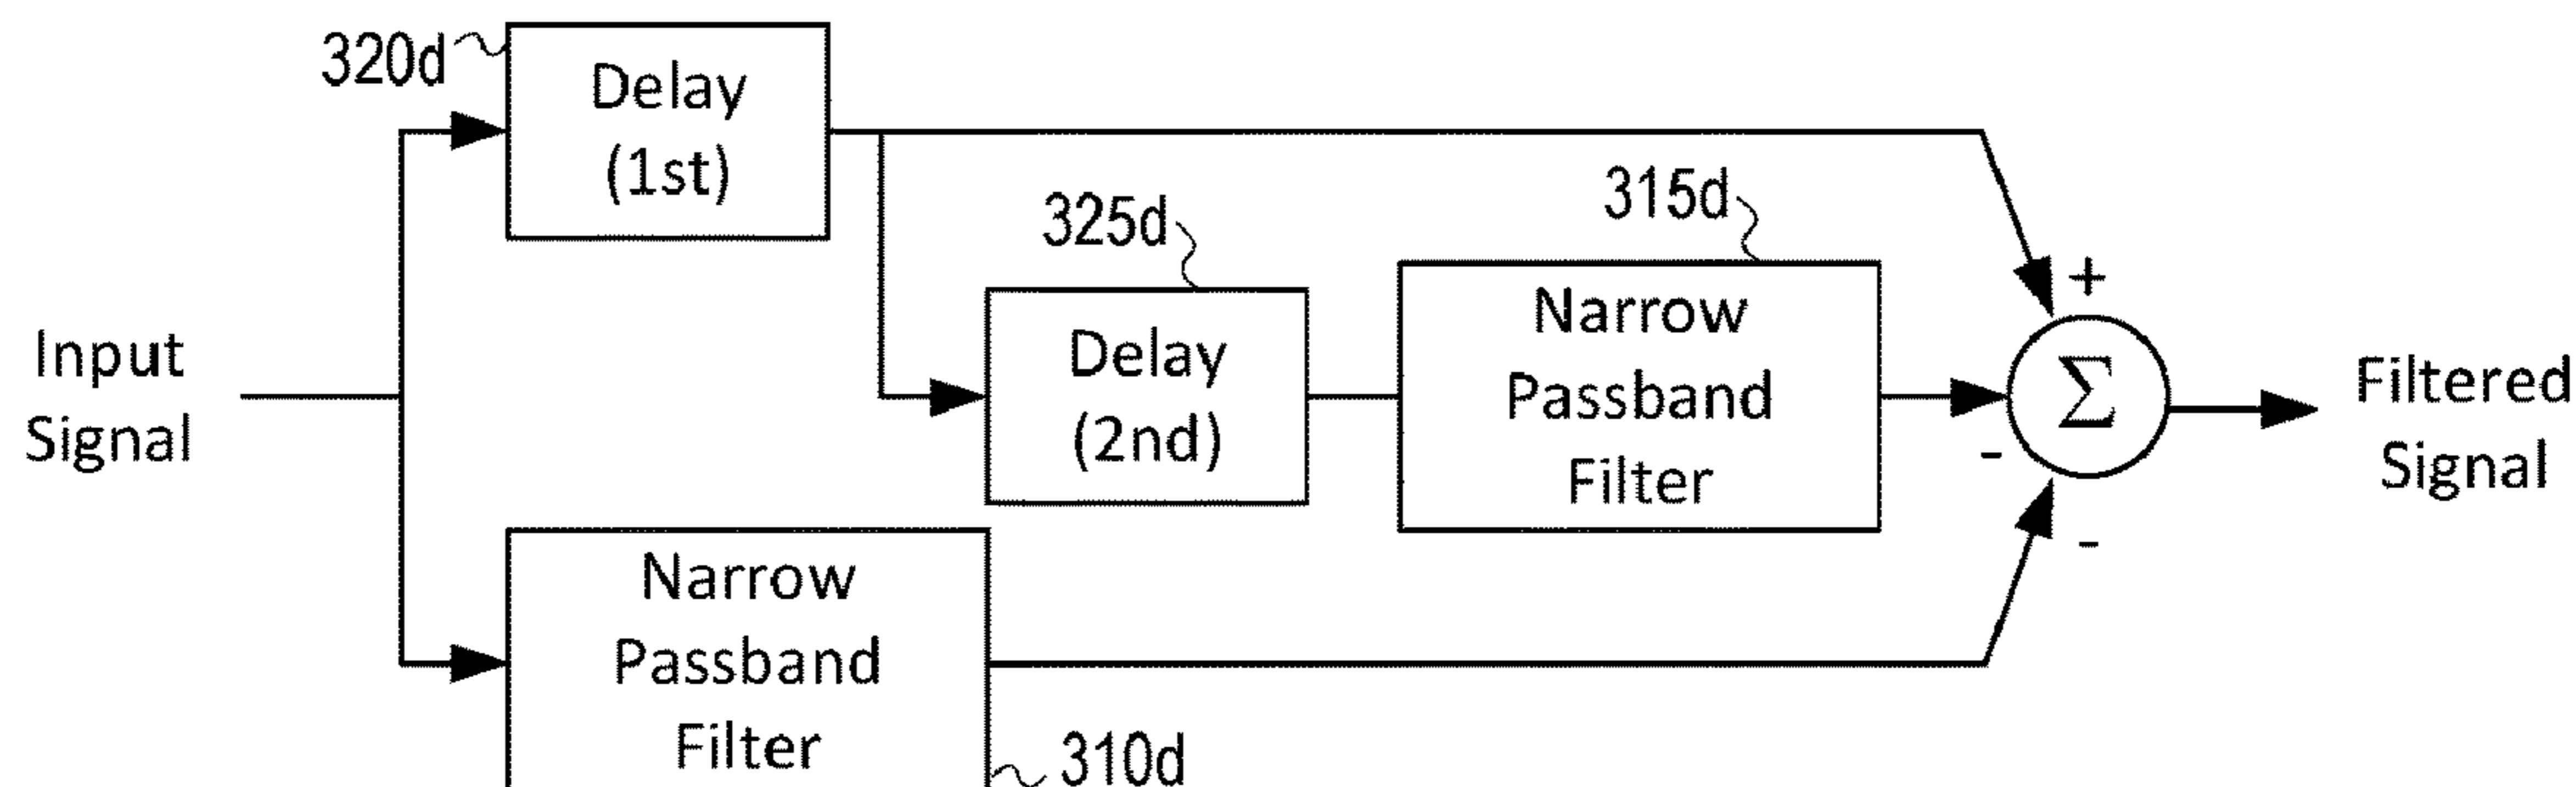 320d
Delay
(1st)
325d
315d
Input
Signal
Delay
(2nd)
Narrow
Passband
Filter
+
Σ
-
-
Filtered
Signal
Narrow
Passband
Filter
310d